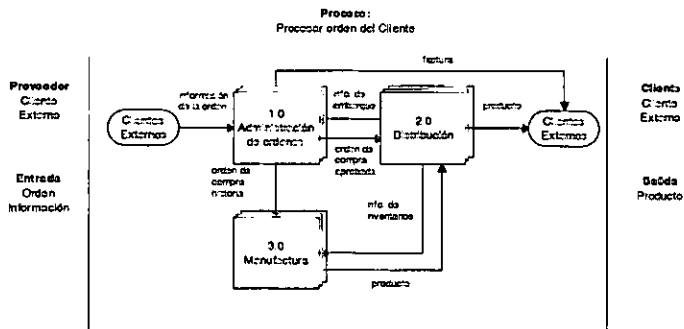 Proceso:
Procesar orden del Cliente
factura
Proveedor
Cliente
Externo
Información
de la orden
1.0
Administración
de ordenes
Info. de
embarque
2.0
Distribución
producto
Clientes
Externos
Clientes
Externos
Cliente
Cliente
Externo
orden de
compra
aprobada
orden de
compra
Entrada
Orden
Información
Info. de
inventarios
Salida
Producto
3.0
Manufactura
producto